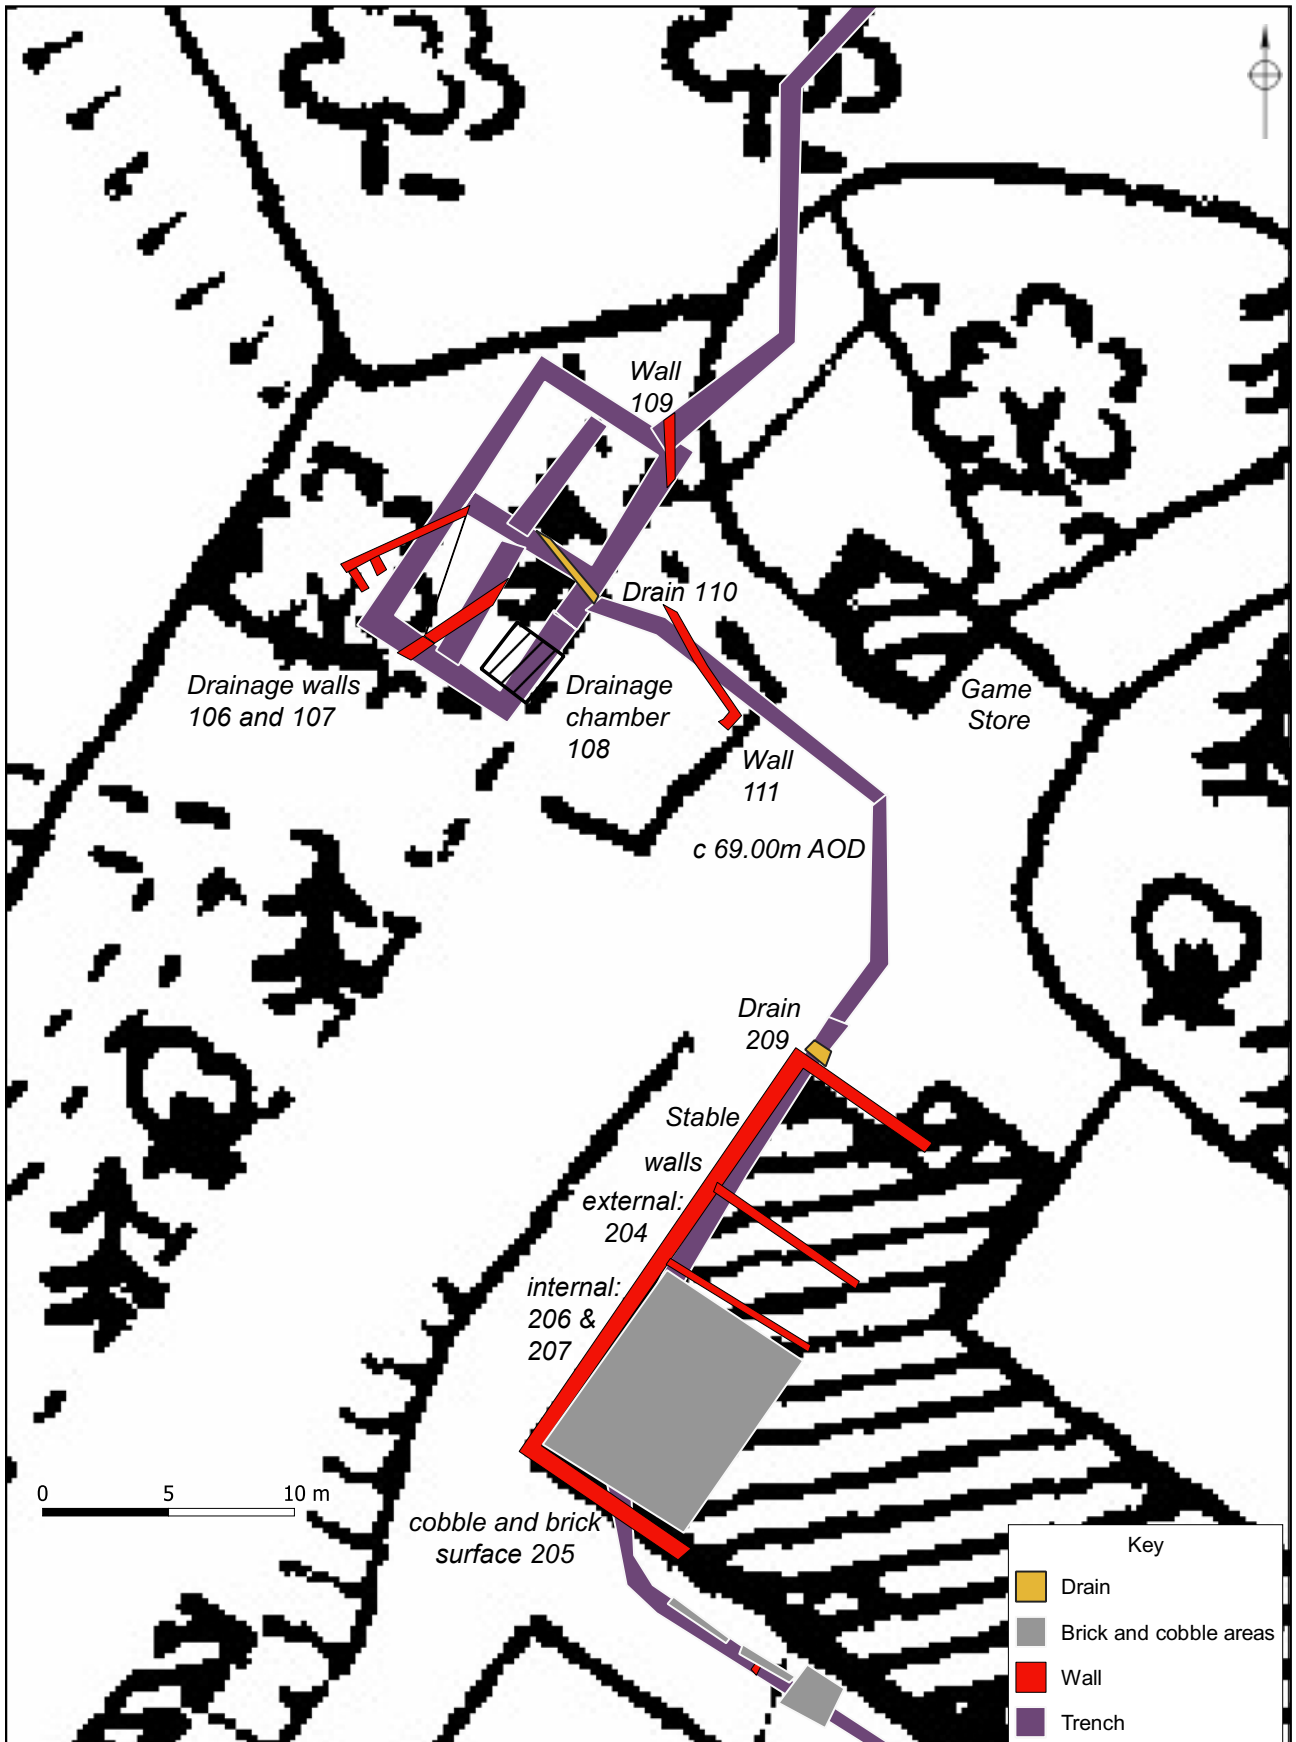 Wall
109
Drain 110
Drainage walls
106 and 107
Drainage
chamber
108
Game
Store
Wall
111
c 69.00m AOD
Drain
209
Stable
walls
external:
204
internal:
206 &
207
0 5 10 m
cobble and brick
surface 205
Key
Drain
Brick and cobble areas
Wall
Trench